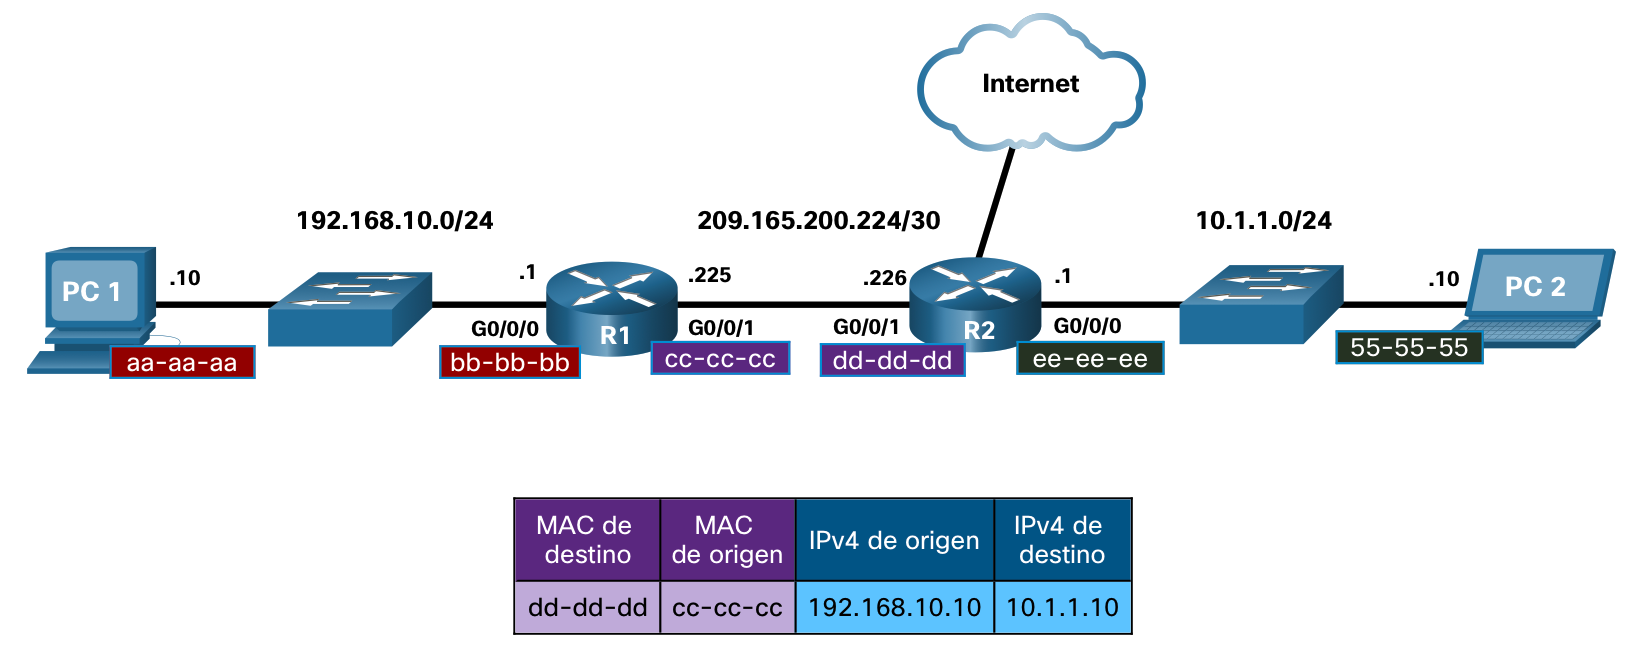 Internet
192.168.10.0/24
209.165.200.224/30
10.1.1.0/24
PC 1
.10
.1
R1
.225
.226
R2
.1
.10
PC 2
G0/0/0
G0/0/1
G0/0/1
G0/0/0
aa-aa-aa
bb-bb-bb
cc-cc-cc
dd-dd-dd
ee-ee-ee
55-55-55
MAC de
destino
MAC
de origen
IPv4 de origen
IPv4 de
destino
dd-dd-dd
cc-cc-cc
192.168.10.10
10.1.1.10